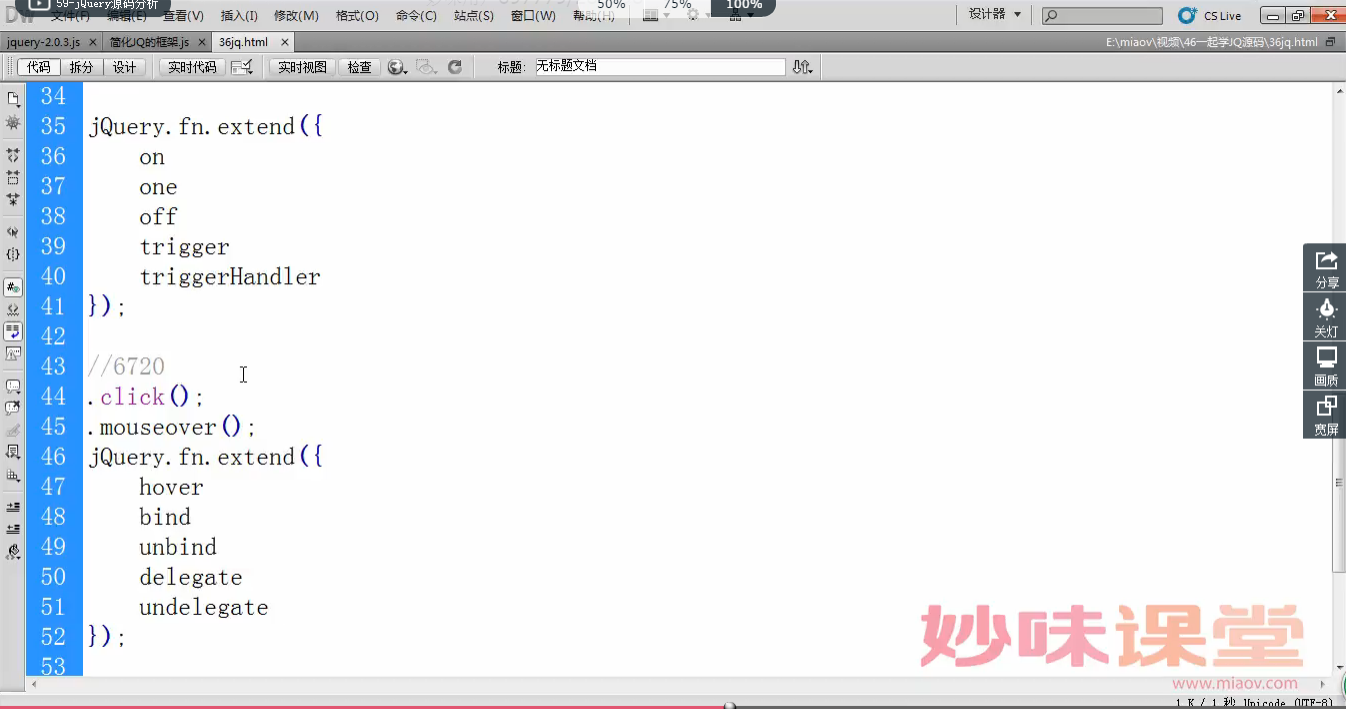 59-jQuery源码分析
50% 75% 100%
DW 文件(F) 编辑(E) 查看(V) 插入(I) 修改(M) 格式(O) 命令(C) 站点(S) 窗口(W) 帮助(H) 设计器 CS Live
jquery-2.0.3.js × 简化JQ的框架.js × 36jq.html × E:\miaov\视频\46一起学JQ源码\36jq.html
代码 拆分 设计 实时代码 实时视图 检查 标题: 无标题文档
34
35 jQuery.fn.extend({
36 on
37 one
38 off
39 trigger
40 triggerHandler
41 });
42
43 //6720
44 .click();
45 .mouseover();
46 jQuery.fn.extend({
47 hover
48 bind
49 unbind
50 delegate
51 undelegate
52 });
53
分享
关灯
画质
宽屏
妙味课堂
www.miaov.com
1 K / 1 秒 Unicode (UTF-8)